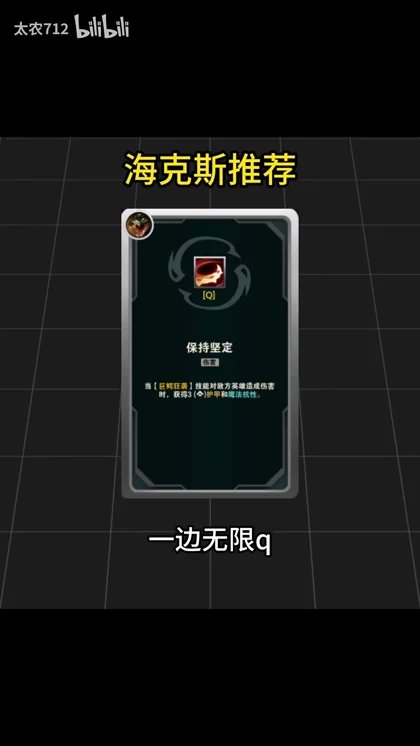 太农712 bilibili
海克斯推荐
[Q]
保持坚定
伤害
当【狂鳄狂袭】技能对敌方英雄造成伤害
时，获得3()护甲和魔法抗性。
一边无限q